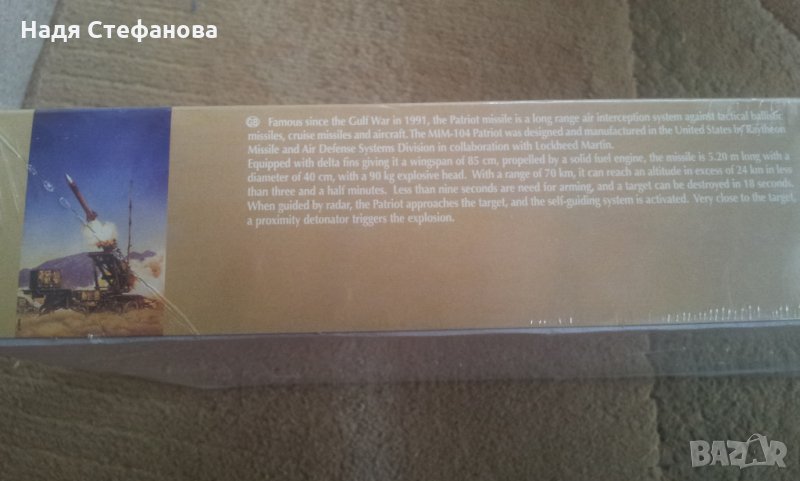 Надя Стефанова
GB Famous since the Gulf War in 1991, the Patriot missile is a long range air interception system against tactical ballistic
missiles, cruise missiles and aircraft. The MIM-104 Patriot was designed and manufactured in the United States by Raytheon
Missile and Air Defense Systems Division in collaboration with Lockheed Martin.
Equipped with delta fins giving it a wingspan of 85 cm, propelled by a solid fuel engine, the missile is 5.20 m long with a
diameter of 40 cm, with a 90 kg explosive head. With a range of 70 km, it can reach an altitude in excess of 24 km in less
than three and a half minutes. Less than nine seconds are need for arming, and a target can be destroyed in 18 seconds.
When guided by radar, the Patriot approaches the target, and the self-guiding system is activated. Very close to the target,
a proximity detonator triggers the explosion.
BAZAR